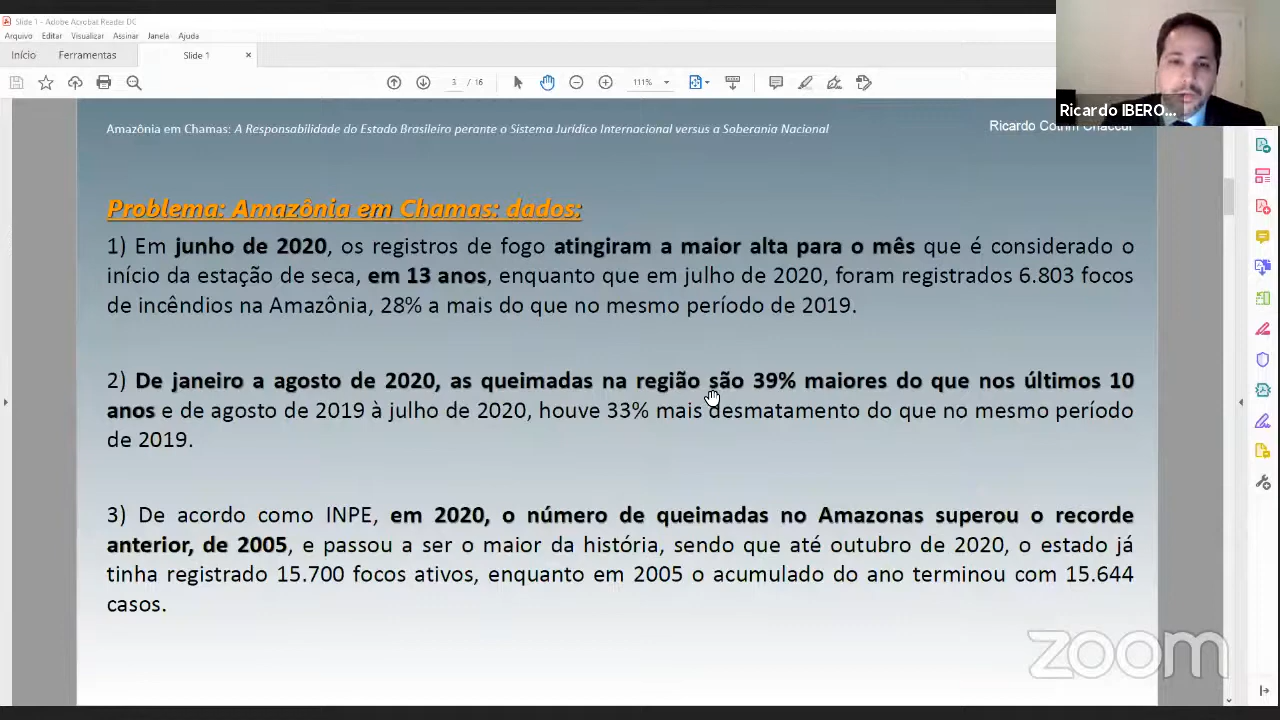 Slide 1 - Adobe Acrobat Reader DC
Arquivo Editar Visualizar Assinar Janela Ajuda
Início Ferramentas Slide 1 ×
3 / 16 111%
Ricardo IBERO...
Amazônia em Chamas: A Responsabilidade do Estado Brasileiro perante o Sistema Jurídico Internacional versus a Soberania Nacional
Ricardo Cotrim Chaccur
Problema: Amazônia em Chamas: dados:
1) Em junho de 2020, os registros de fogo atingiram a maior alta para o mês que é considerado o
início da estação de seca, em 13 anos, enquanto que em julho de 2020, foram registrados 6.803 focos
de incêndios na Amazônia, 28% a mais do que no mesmo período de 2019.
2) De janeiro a agosto de 2020, as queimadas na região são 39% maiores do que nos últimos 10
anos e de agosto de 2019 à julho de 2020, houve 33% mais desmatamento do que no mesmo período
de 2019.
3) De acordo como INPE, em 2020, o número de queimadas no Amazonas superou o recorde
anterior, de 2005, e passou a ser o maior da história, sendo que até outubro de 2020, o estado já
tinha registrado 15.700 focos ativos, enquanto em 2005 o acumulado do ano terminou com 15.644
casos.
zoom